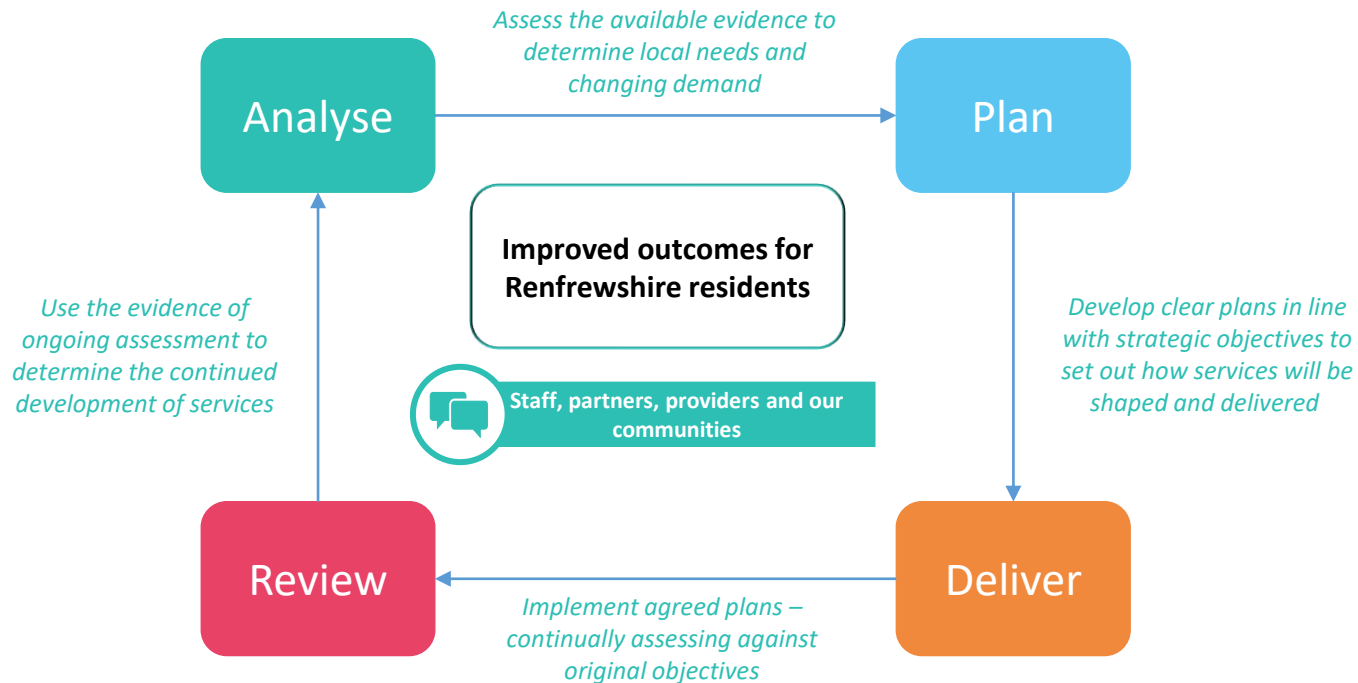 Assess the available evidence to
determine local needs and
changing demand
Analyse
Plan
Improved outcomes for
Renfrewshire residents
Use the evidence of
ongoing assessment to
determine the continued
development of services
Develop clear plans in line
with strategic objectives to
set out how services will be
shaped and delivered
Staff, partners, providers and our
communities
Review
Deliver
Implement agreed plans –
continually assessing against
original objectives